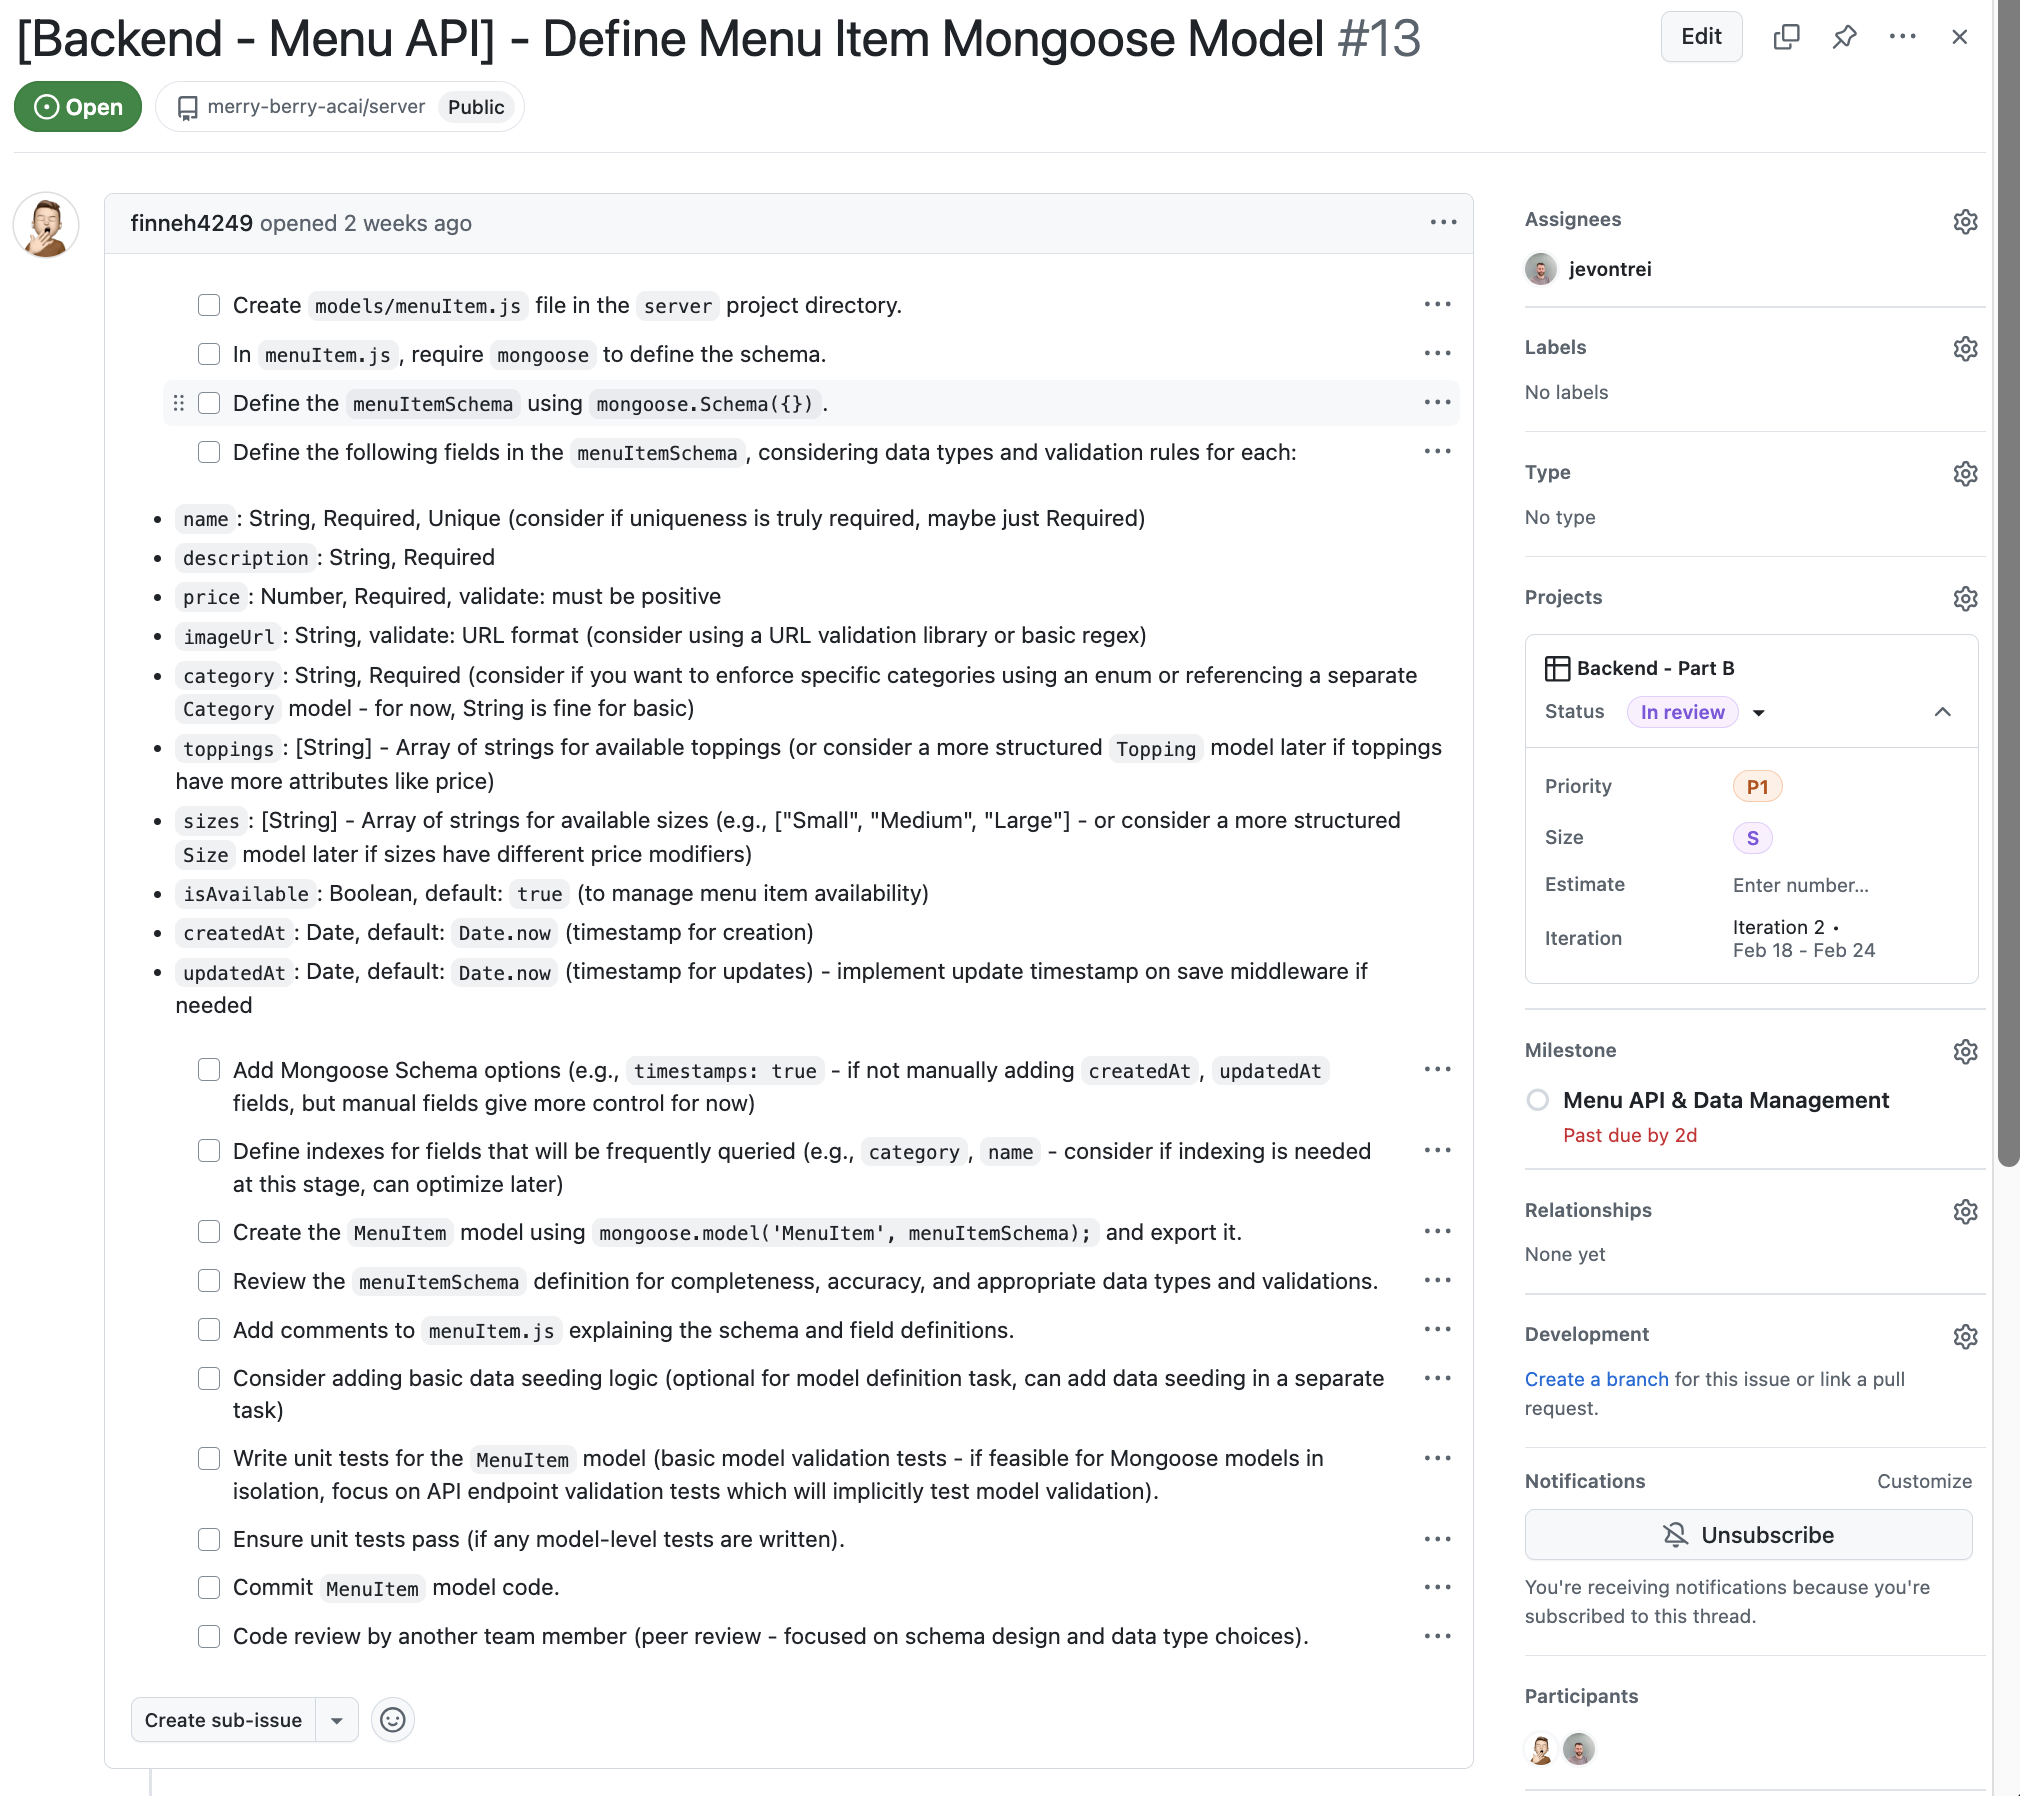 [Backend - Menu API] - Define Menu Item Mongoose Model #13
Edit
Open
merry-berry-acai/server Public
finneh4249 opened 2 weeks ago
Create models/menuItem.js file in the server project directory.
In menuItem.js, require mongoose to define the schema.
Define the menuItemSchema using mongoose.Schema({}).
Define the following fields in the menuItemSchema, considering data types and validation rules for each:
• name: String, Required, Unique (consider if uniqueness is truly required, maybe just Required)
• description: String, Required
• price: Number, Required, validate: must be positive
• imageUrl: String, validate: URL format (consider using a URL validation library or basic regex)
• category: String, Required (consider if you want to enforce specific categories using an enum or referencing a separate
Category model - for now, String is fine for basic)
• toppings: [String] - Array of strings for available toppings (or consider a more structured Topping model later if toppings
have more attributes like price)
• sizes: [String] - Array of strings for available sizes (e.g., ["Small", "Medium", "Large"] - or consider a more structured
Size model later if sizes have different price modifiers)
• isAvailable: Boolean, default: true (to manage menu item availability)
• createdAt: Date, default: Date.now (timestamp for creation)
• updatedAt: Date, default: Date.now (timestamp for updates) - implement update timestamp on save middleware if
needed
Add Mongoose Schema options (e.g., timestamps: true - if not manually adding createdAt, updatedAt
fields, but manual fields give more control for now)
Define indexes for fields that will be frequently queried (e.g., category, name - consider if indexing is needed
at this stage, can optimize later)
Create the MenuItem model using mongoose.model('MenuItem', menuItemSchema); and export it.
Review the menuItemSchema definition for completeness, accuracy, and appropriate data types and validations.
Add comments to menuItem.js explaining the schema and field definitions.
Consider adding basic data seeding logic (optional for model definition task, can add data seeding in a separate
task)
Write unit tests for the MenuItem model (basic model validation tests - if feasible for Mongoose models in
isolation, focus on API endpoint validation tests which will implicitly test model validation).
Ensure unit tests pass (if any model-level tests are written).
Commit MenuItem model code.
Code review by another team member (peer review - focused on schema design and data type choices).
Create sub-issue
Assignees
jevontrei
Labels
No labels
Type
No type
Projects
Backend - Part B
Status In review
Priority P1
Size S
Estimate Enter number...
Iteration Iteration 2 •
Feb 18 - Feb 24
Milestone
Menu API & Data Management
Past due by 2d
Relationships
None yet
Development
Create a branch for this issue or link a pull
request.
Notifications Customize
Unsubscribe
You're receiving notifications because you're
subscribed to this thread.
Participants